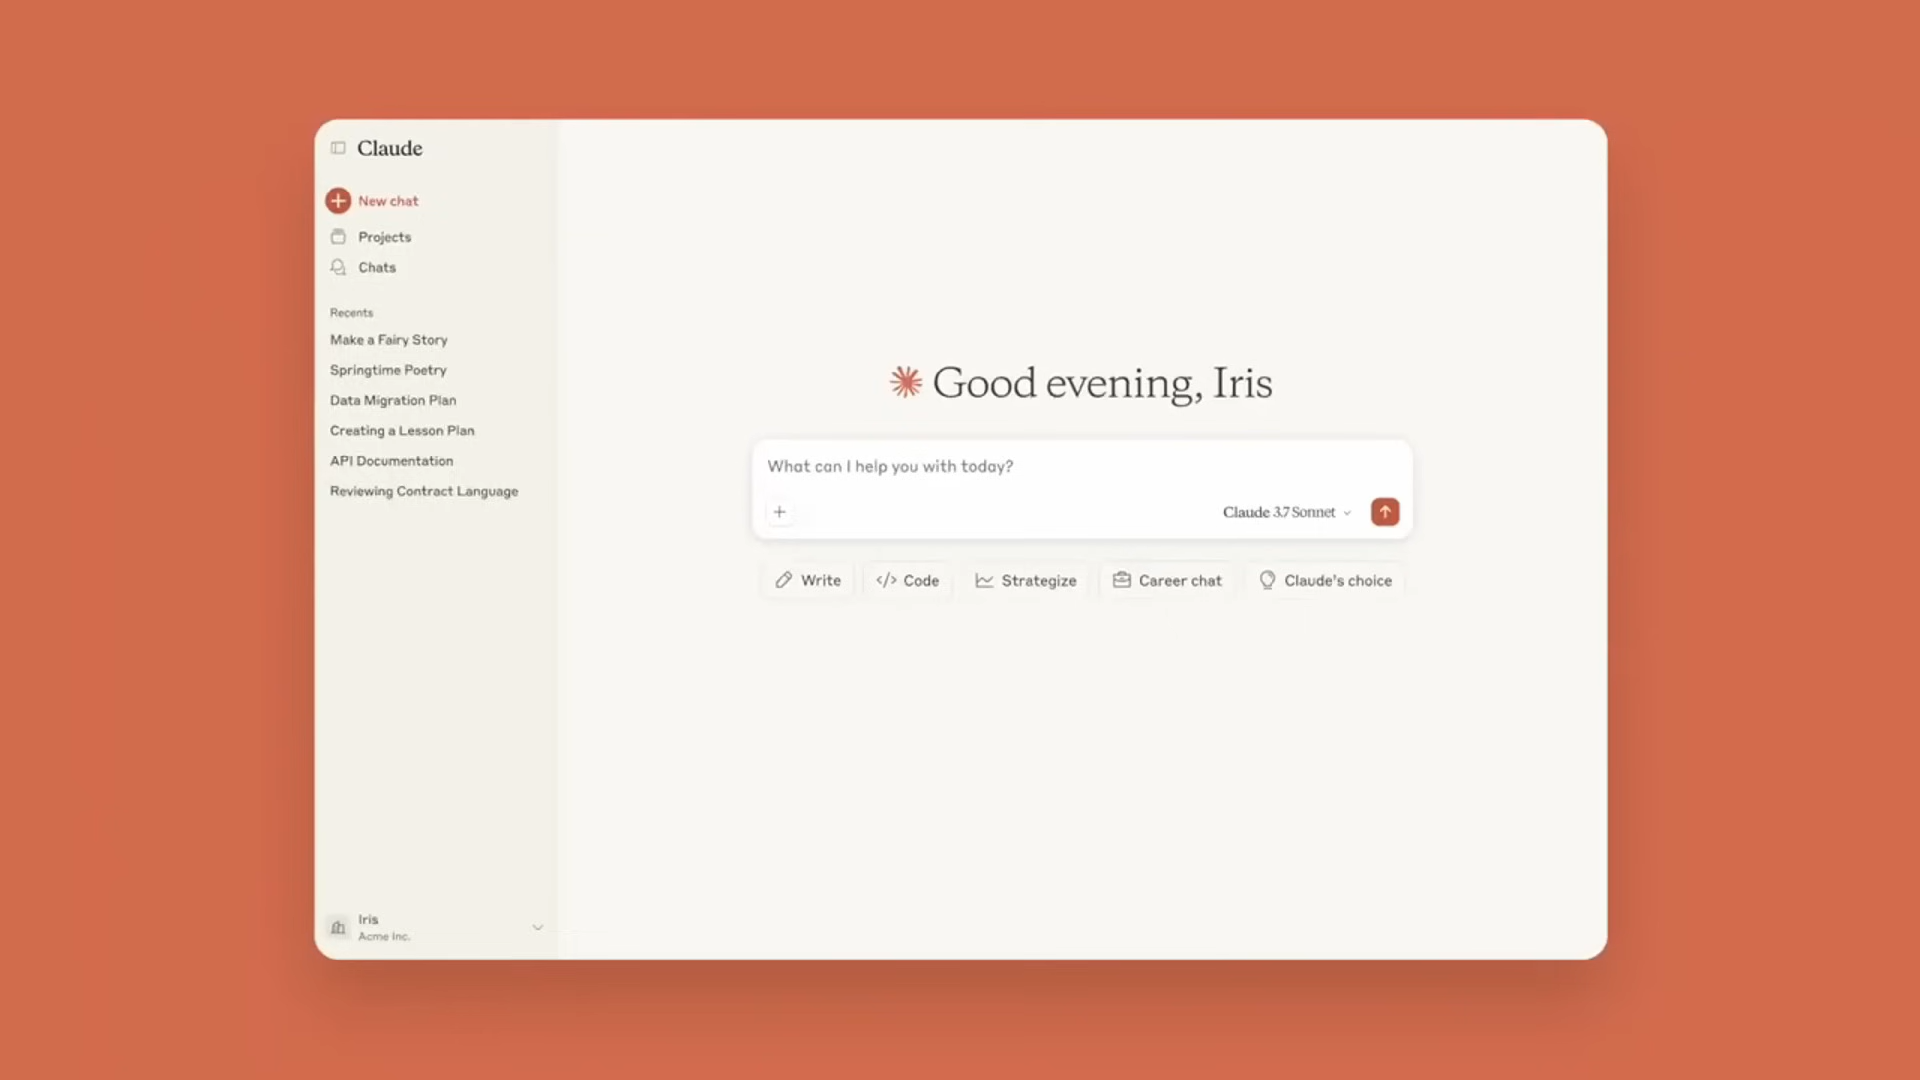 Claude
New chat
Projects
Chats
Recents
Make a Fairy Story
Springtime Poetry
Data Migration Plan
Creating a Lesson Plan
API Documentation
Reviewing Contract Language
Iris
Acme Inc.
Good evening, Iris
What can I help you with today?
Claude 3.7 Sonnet
Write
Code
Strategize
Career chat
Claude's choice